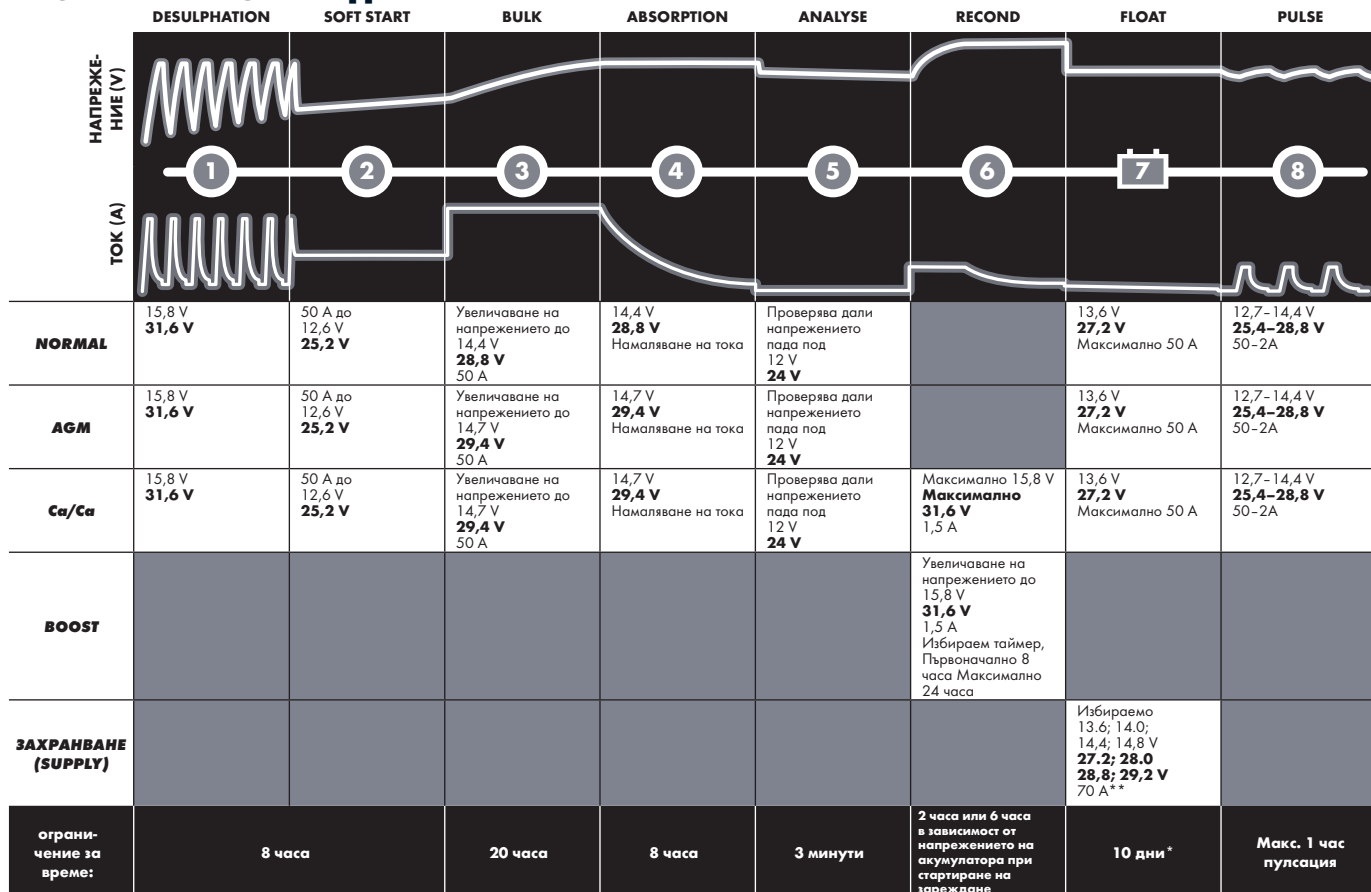 DESULPHATION SOFT START BULK ABSORPTION ANALYSE RECOND FLOAT PULSE
НАПРЕЖЕ-
НИЕ (V)
1 2 3 4 5 6 7 8
ТОК (A)
NORMAL
15,8 V
31,6 V
50 А до
12,6 V
25,2 V
Увеличаване на
напрежението до
14,4 V
28,8 V
50 A
14,4 V
28,8 V
Намаляване на тока
Проверява дали
напрежението
пада под
12 V
24 V
13,6 V
27,2 V
Максимално 50 A
12,7–14,4 V
25,4–28,8 V
50–2A
AGM
15,8 V
31,6 V
50 А до
12,6 V
25,2 V
Увеличаване на
напрежението до
14,7 V
29,4 V
50 A
14,7 V
29,4 V
Намаляване на тока
Проверява дали
напрежението
пада под
12 V
24 V
13,6 V
27,2 V
Максимално 50 A
12,7–14,4 V
25,4–28,8 V
50–2A
Ca/Ca
15,8 V
31,6 V
50 А до
12,6 V
25,2 V
Увеличаване на
напрежението до
14,7 V
29,4 V
50 A
14,7 V
29,4 V
Намаляване на тока
Проверява дали
напрежението
пада под
12 V
24 V
Максимално 15,8 V
Максимално
31,6 V
1,5 A
13,6 V
27,2 V
Максимално 50 A
12,7–14,4 V
25,4–28,8 V
50–2A
BOOST
Увеличаване на
напрежението до
15,8 V
31,6 V
1,5 A
Избираем таймер,
Първоначално 8
часа Максимално
24 часа
ЗАХРАНВАНЕ
(SUPPLY)
Избираемо
13.6; 14.0;
14,4; 14,8 V
27.2; 28.0
28,8; 29,2 V
70 A**
ограни-
чение за
време:
8 часа
20 часа
8 часа
3 минути
2 часа или 6 часа
в зависимост от
напрежението на
акумулатора при
стартиране на
зареждане
10 дни*
Макс. 1 час
пулсация